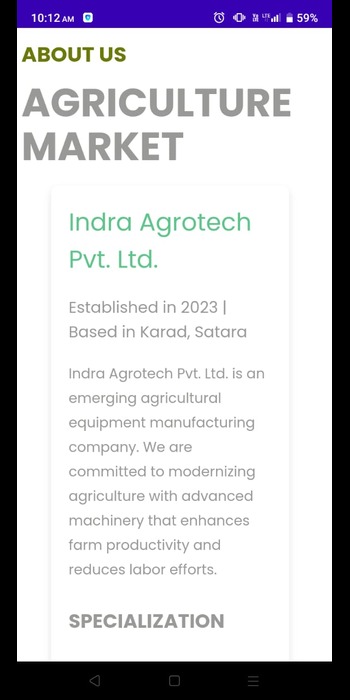 10:12 AM
59%
ABOUT US
AGRICULTURE
MARKET
Indra Agrotech
Pvt. Ltd.
Established in 2023 |
Based in Karad, Satara
Indra Agrotech Pvt. Ltd. is an
emerging agricultural
equipment manufacturing
company. We are
committed to modernizing
agriculture with advanced
machinery that enhances
farm productivity and
reduces labor efforts.
SPECIALIZATION